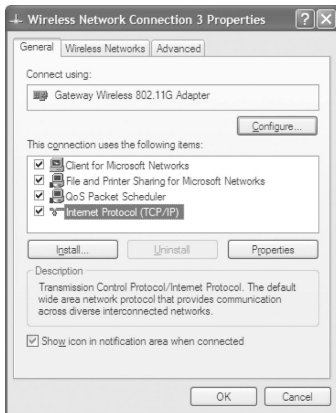 Wireless Network Connection 3 Properties
General Wireless Networks Advanced
Connect using:
Gateway Wireless 802.11G Adapter
Configure...
This connection uses the following items:
Client for Microsoft Networks
File and Printer Sharing for Microsoft Networks
QoS Packet Scheduler
Internet Protocol (TCP/IP)
Install... Uninstall Properties
Description
Transmission Control Protocol/Internet Protocol. The default
wide area network protocol that provides communication
across diverse interconnected networks.
Show icon in notification area when connected
OK Cancel